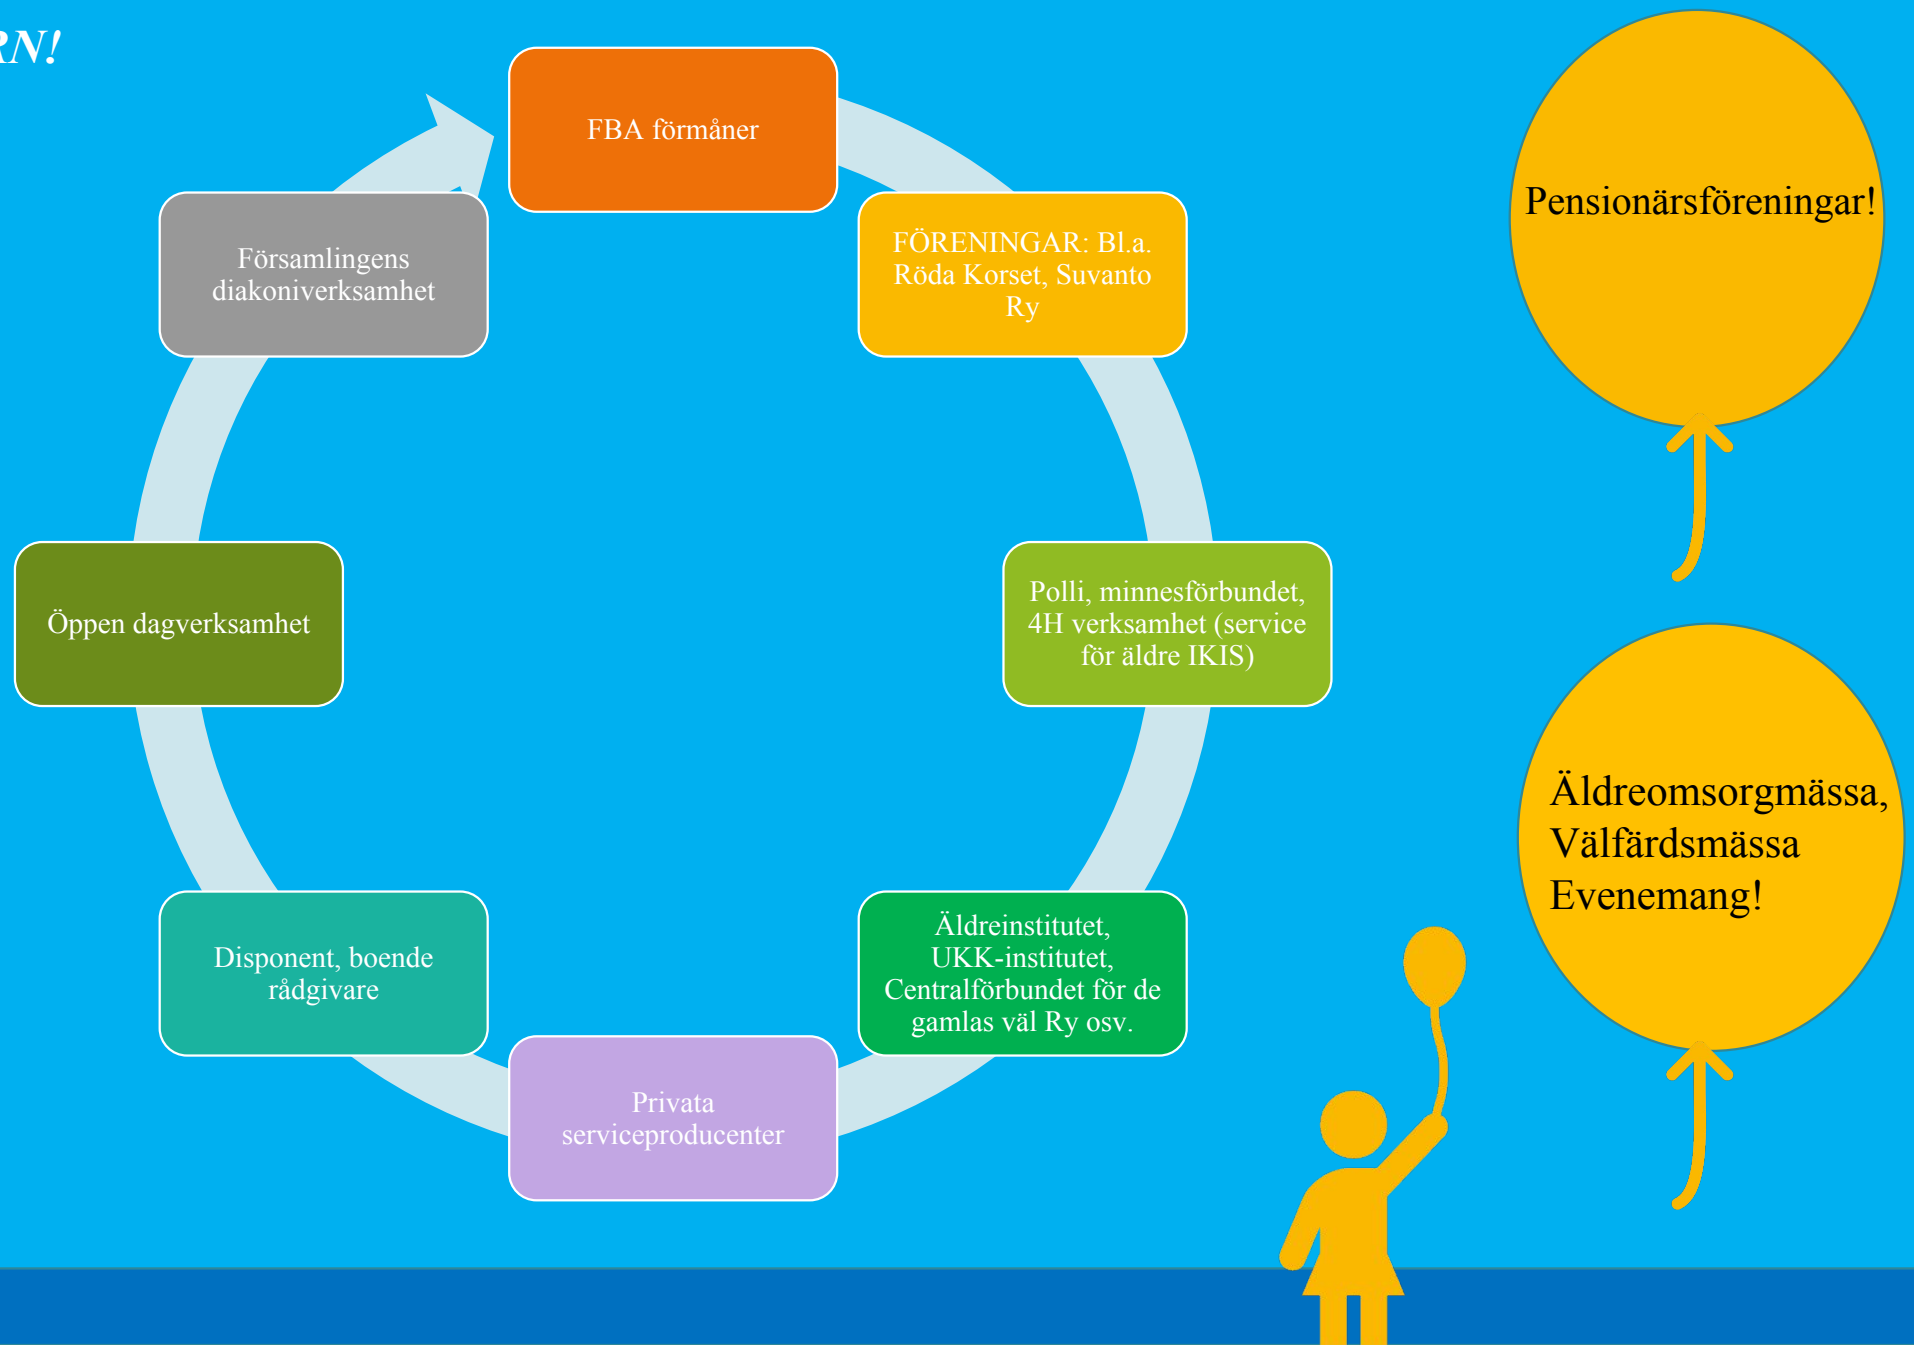 RN!
FBA förmåner
FÖRENINGAR: Bl.a.
Röda Korset, Suvanto
Ry
Polli, minnesförbundet,
4H verksamhet (service
för äldre IKIS)
Äldreinstitutet,
UKK-institutet,
Centralförbundet för de
gamlas väl Ry osv.
Privata
serviceproducenter
Disponent, boende
rådgivare
Öppen dagverksamhet
Församlingens
diakoniverksamhet
Pensionärsföreningar!
Äldreomsorgmässa,
Välfärdsmässa
Evenemang!